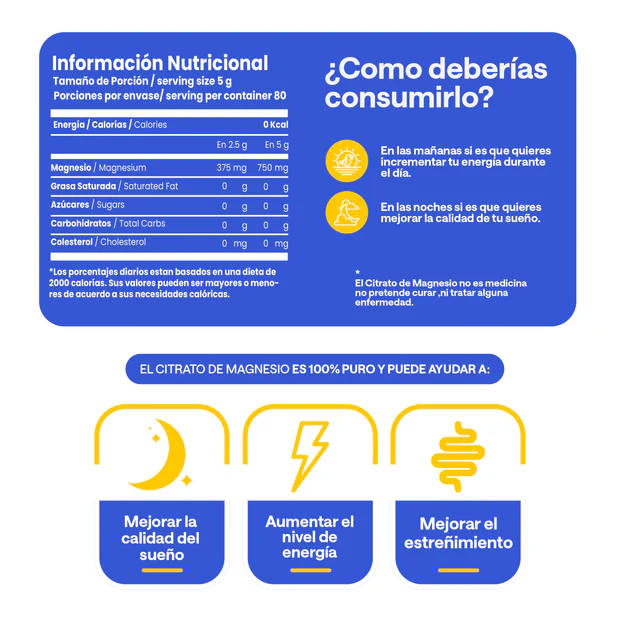 Información Nutricional
Tamaño de Porción / serving size 5 g
Porciones por envase/ serving per container 80
Energía / Calorías / Calories 0 Kcal
En 2.5 g En 5 g
Magnesio / Magnesium 375 mg 750 mg
Grasa Saturada / Saturated Fat 0 g 0 g
Azúcares / Sugars 0 g 0 g
Carbohidratos / Total Carbs 0 g 0 g
Colesterol / Cholesterol 0 mg 0 mg
*Los porcentajes diarios estan basados en una dieta de
2000 calorías. Sus valores pueden ser mayores o meno-
res de acuerdo a sus necesidades calóricas.
¿Como deberías
consumirlo?
En las mañanas si es que quieres
incrementar tu energía durante
el día.
En las noches si es que quieres
mejorar la calidad de tu sueño.
*
El Citrato de Magnesio no es medicina
no pretende curar ,ni tratar alguna
enfermedad.
EL CITRATO DE MAGNESIO ES 100% PURO Y PUEDE AYUDAR A:
Mejorar la
calidad del
sueño
Aumentar el
nivel de
energía
Mejorar el
estreñimiento